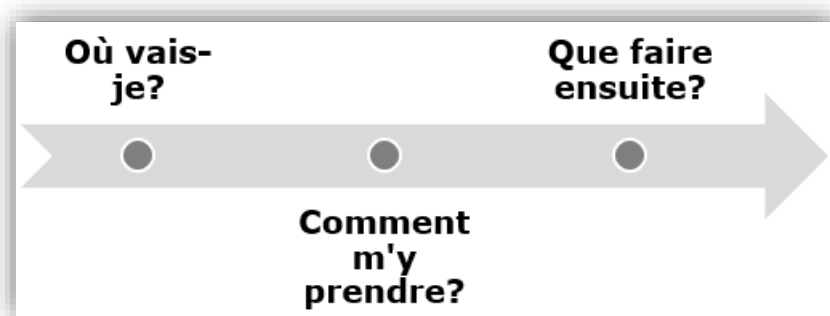 Où vais-
je?
Comment
m'y
prendre?
Que faire
ensuite?